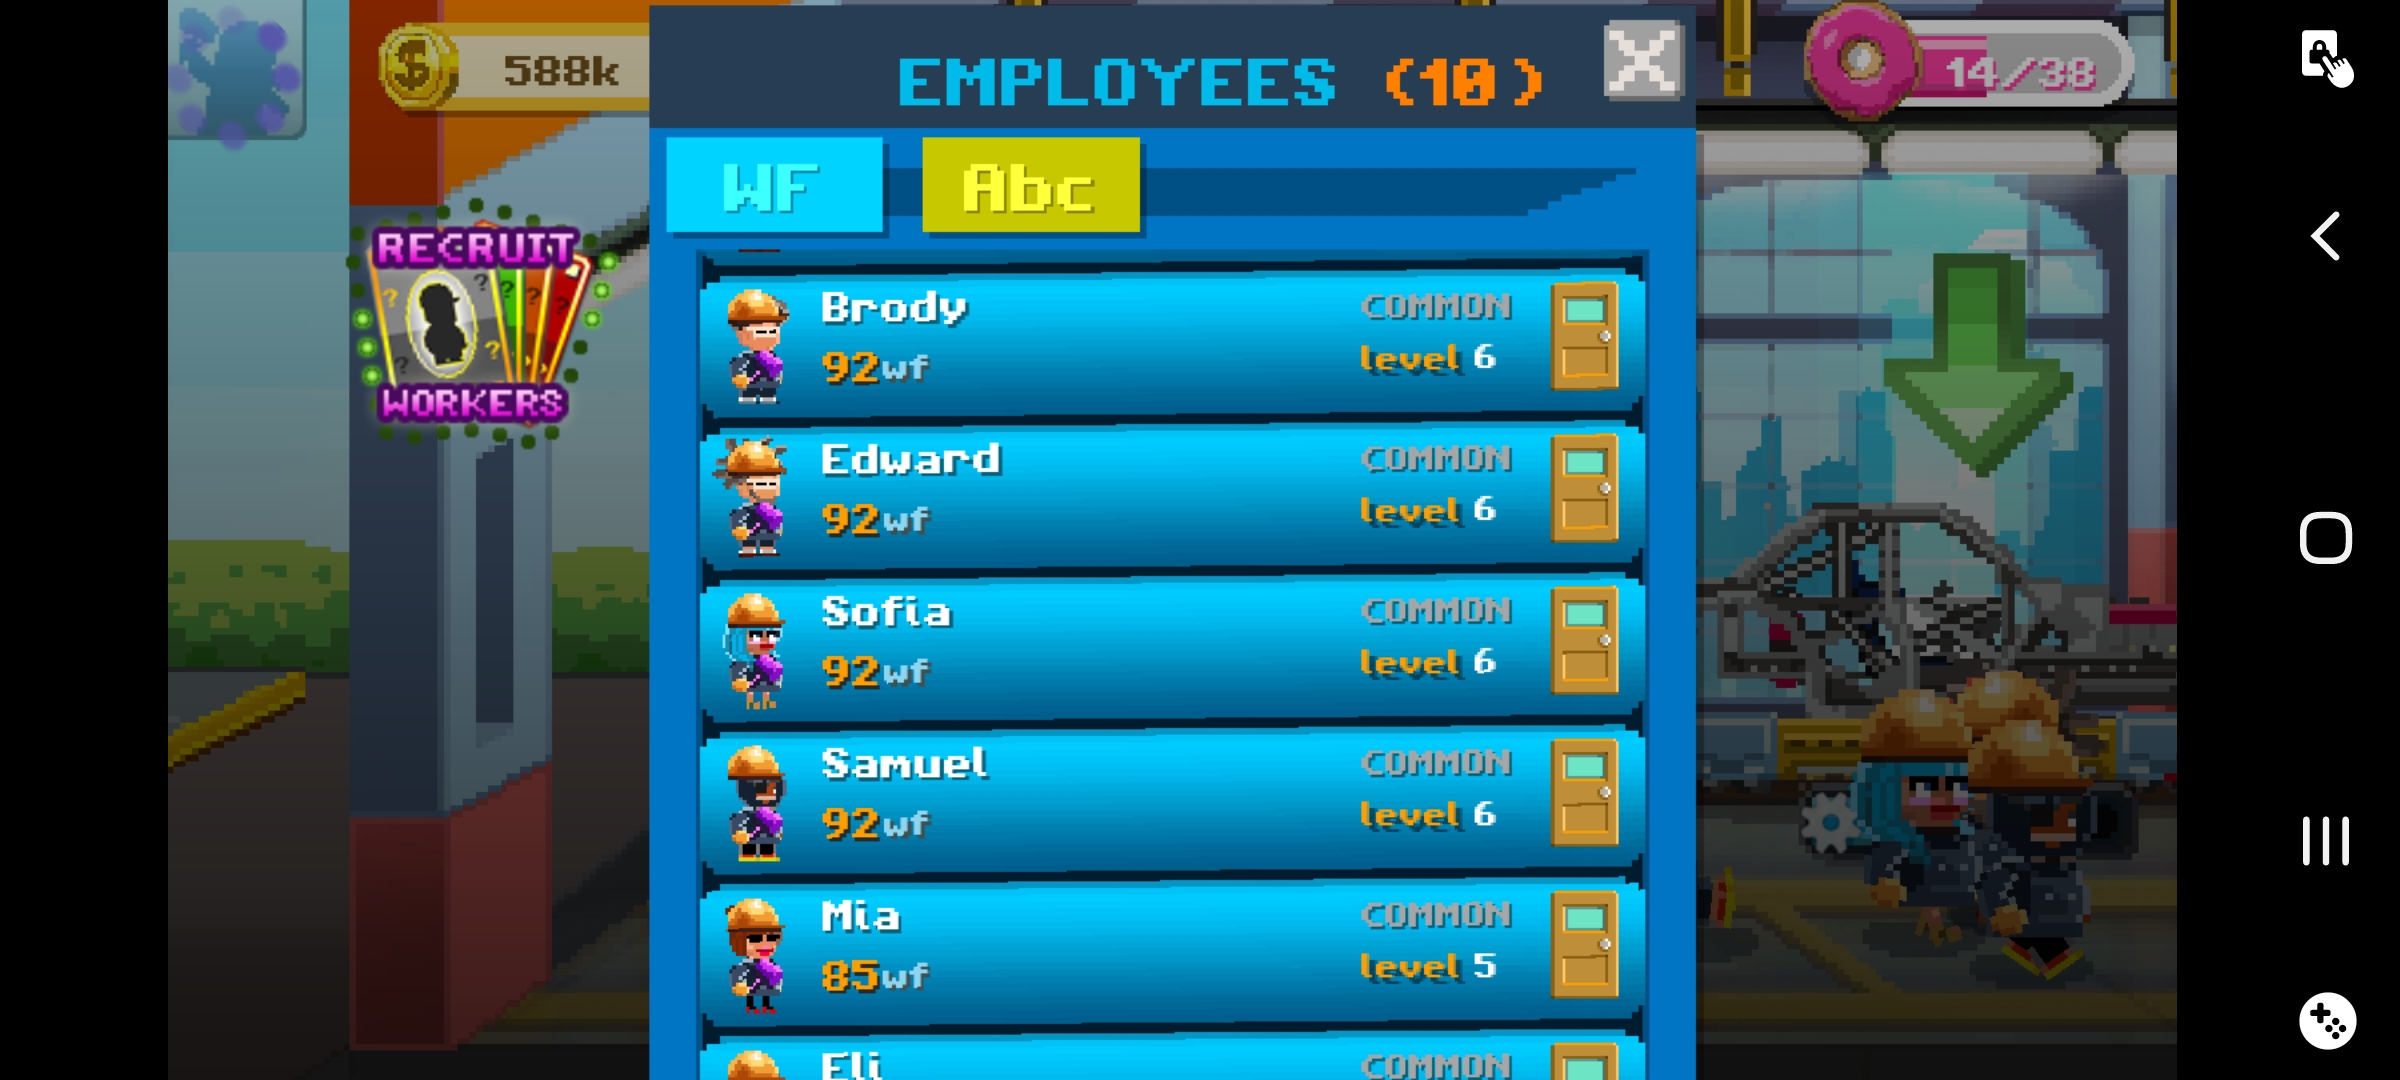 588k
EMPLOYEES (10)
14/38
WF Abc
RECRUIT
WORKERS
Brody COMMON
92wf level 6
Edward COMMON
92wf level 6
Sofia COMMON
92wf level 6
Samuel COMMON
92wf level 6
Mia COMMON
85wf level 5
Eli COMMON